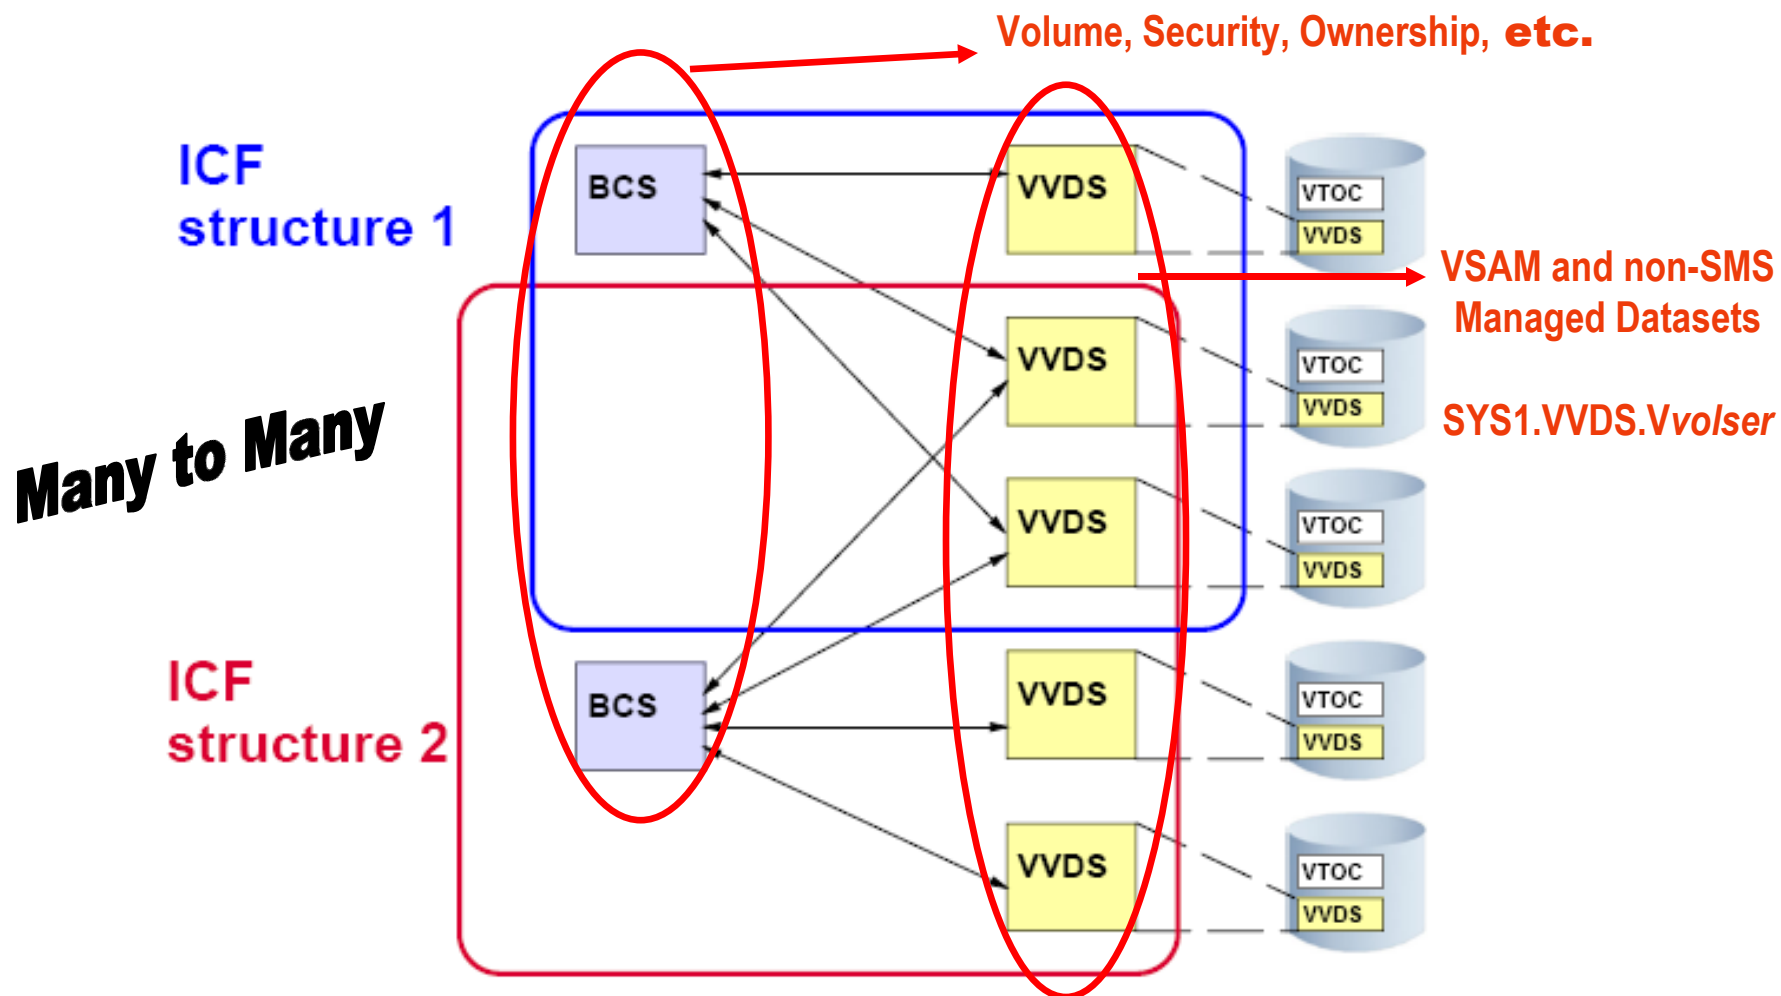 Volume, Security, Ownership, etc.
ICF
structure 1
BCS
VVDS
VTOC
VVDS
VSAM and non-SMS
Managed Datasets
VVDS
VTOC
VVDS
SYS1.VVDS.Vvolser
Many to Many
VVDS
VTOC
VVDS
ICF
structure 2
BCS
VVDS
VTOC
VVDS
VVDS
VTOC
VVDS